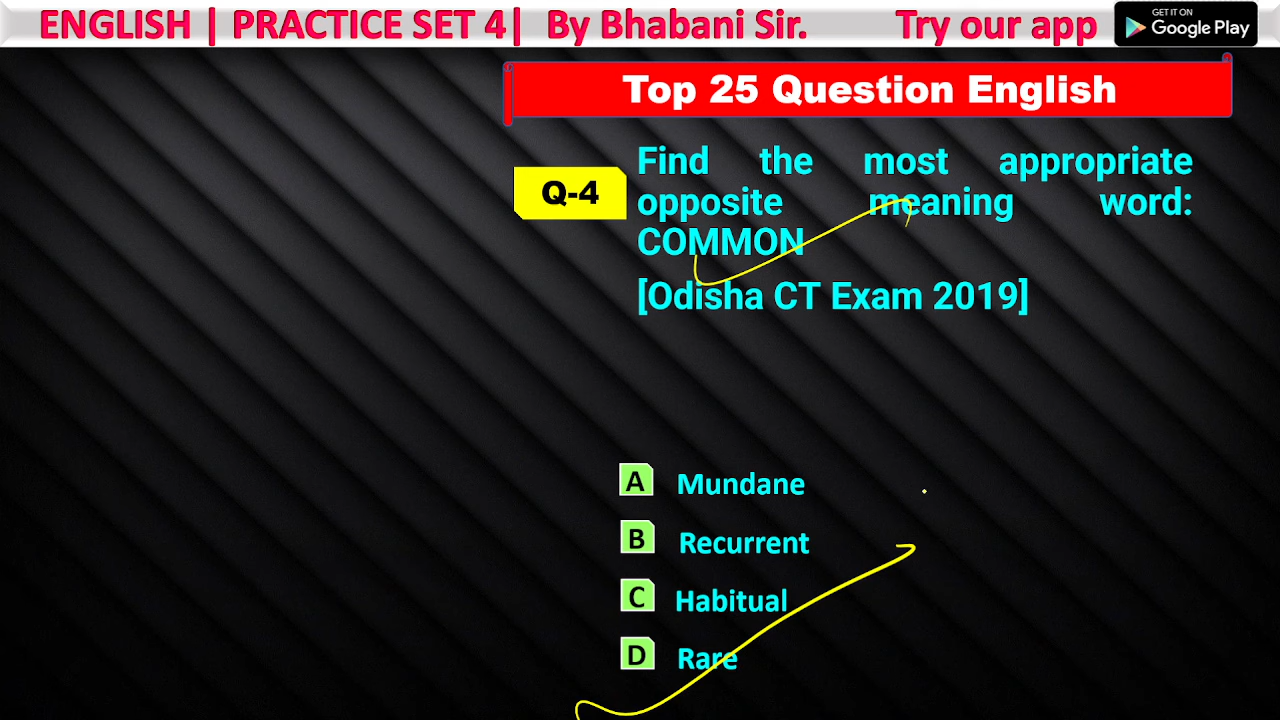 ENGLISH | PRACTICE SET 4| By Bhabani Sir. Try our app
GET IT ON
Google Play
Top 25 Question English
Q-4
Find the most appropriate
opposite meaning word:
COMMON
[Odisha CT Exam 2019]
A Mundane
B Recurrent
C Habitual
D Rare